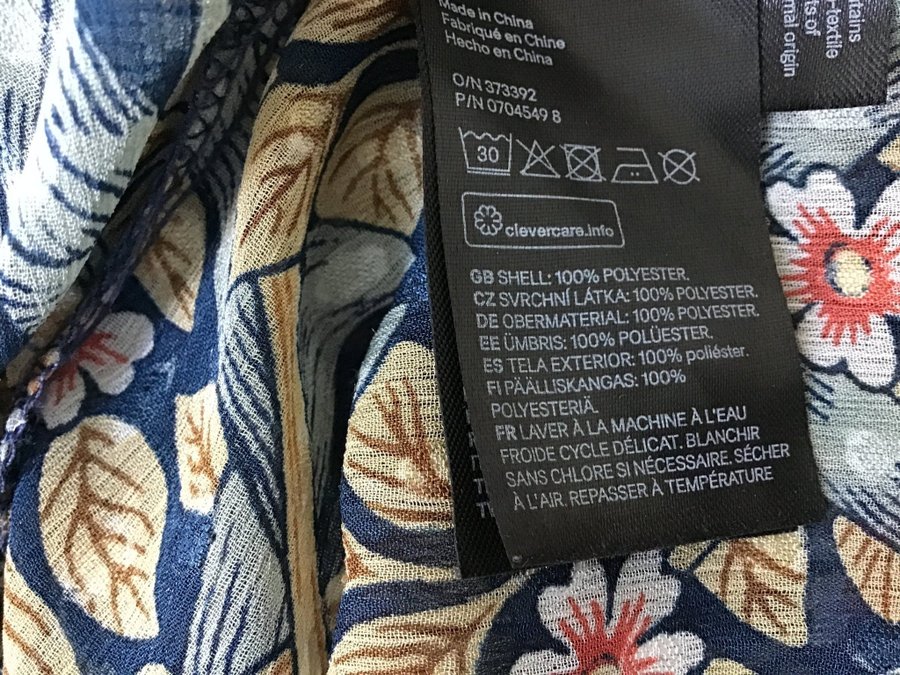 Made in China
Fabriqué en Chine
Hecho en China
O/N 373392
P/N 0704549 8
30
clevercare.info
GB SHELL: 100% POLYESTER.
CZ SVRCHNÍ LÁTKA: 100% POLYESTER.
DE OBERMATERIAL: 100% POLYESTER.
EE ÜMBRIS: 100% POLÜESTER.
ES TELA EXTERIOR: 100% poliéster.
FI PÄÄLLISKANGAS: 100%
POLYESTERIÄ.
FR LAVER À LA MACHINE À L'EAU
FROIDE CYCLE DÉLICAT. BLANCHIR
SANS CHLORE SI NÉCESSAIRE. SÉCHER
À L'AIR. REPASSER À TEMPÉRATURE
-textile
of
origin